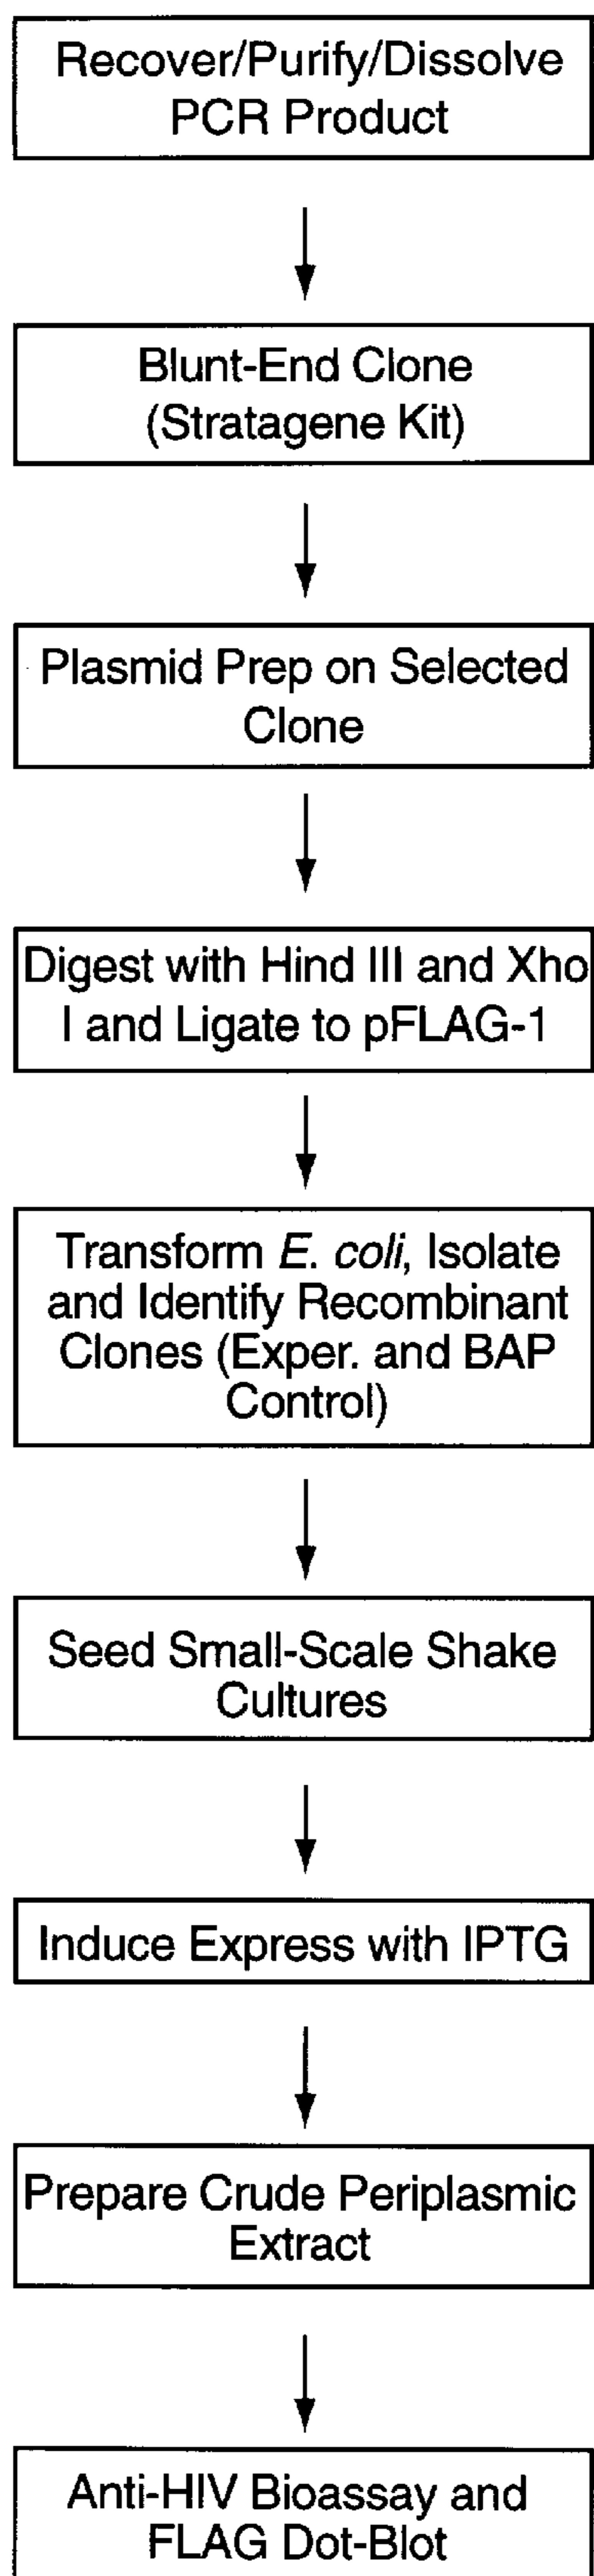 Recover/Purify/Dissolve
PCR Product
Blunt-End Clone
(Stratagene Kit)
Plasmid Prep on Selected
Clone
Digest with Hind III and Xho
I and Ligate to pFLAG-1
Transform E. coli, Isolate
and Identify Recombinant
Clones (Exper. and BAP
Control)
Seed Small-Scale Shake
Cultures
Induce Express with IPTG
Prepare Crude Periplasmic
Extract
Anti-HIV Bioassay and
FLAG Dot-Blot